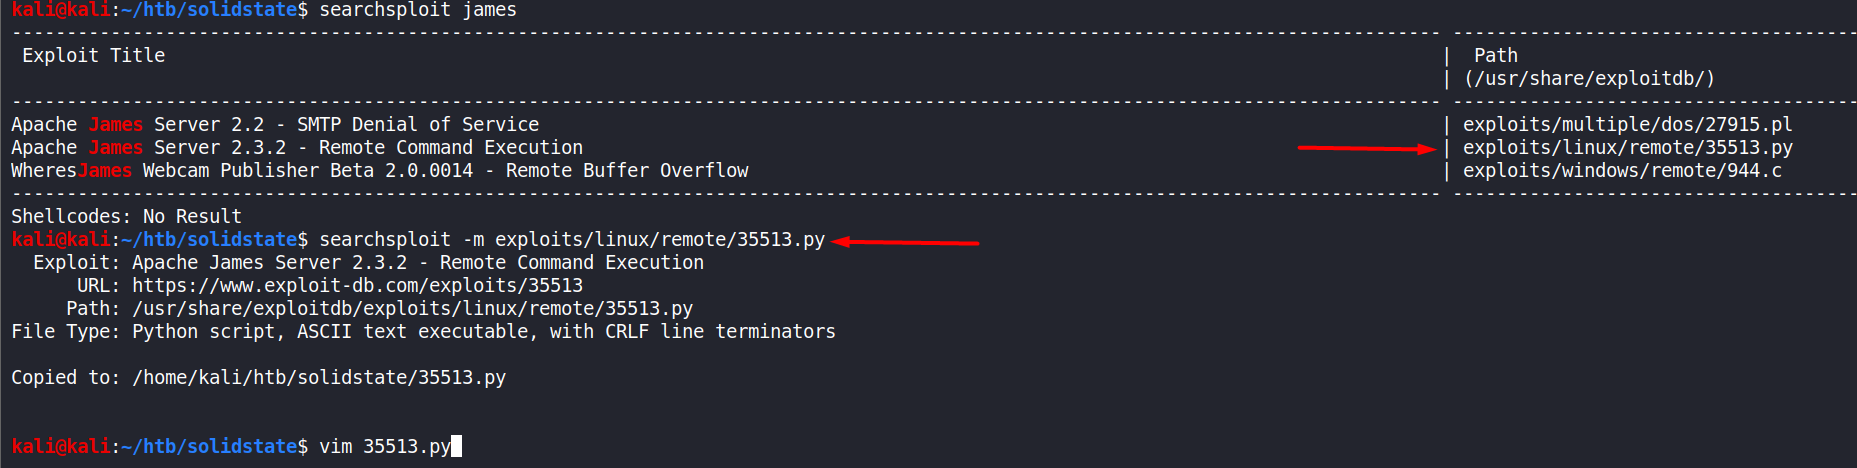 kali@kali:~/htb/solidstate$ searchsploit james
------------------------------------------------------------------------------------------------------------------------------- -------------------------------------
 Exploit Title | Path
 | (/usr/share/exploitdb/)
------------------------------------------------------------------------------------------------------------------------------- -------------------------------------
Apache James Server 2.2 - SMTP Denial of Service | exploits/multiple/dos/27915.pl
Apache James Server 2.3.2 - Remote Command Execution | exploits/linux/remote/35513.py
WheresJames Webcam Publisher Beta 2.0.0014 - Remote Buffer Overflow | exploits/windows/remote/944.c
------------------------------------------------------------------------------------------------------------------------------- -------------------------------------
Shellcodes: No Result
kali@kali:~/htb/solidstate$ searchsploit -m exploits/linux/remote/35513.py
  Exploit: Apache James Server 2.3.2 - Remote Command Execution
      URL: https://www.exploit-db.com/exploits/35513
     Path: /usr/share/exploitdb/exploits/linux/remote/35513.py
File Type: Python script, ASCII text executable, with CRLF line terminators
Copied to: /home/kali/htb/solidstate/35513.py
kali@kali:~/htb/solidstate$ vim 35513.py